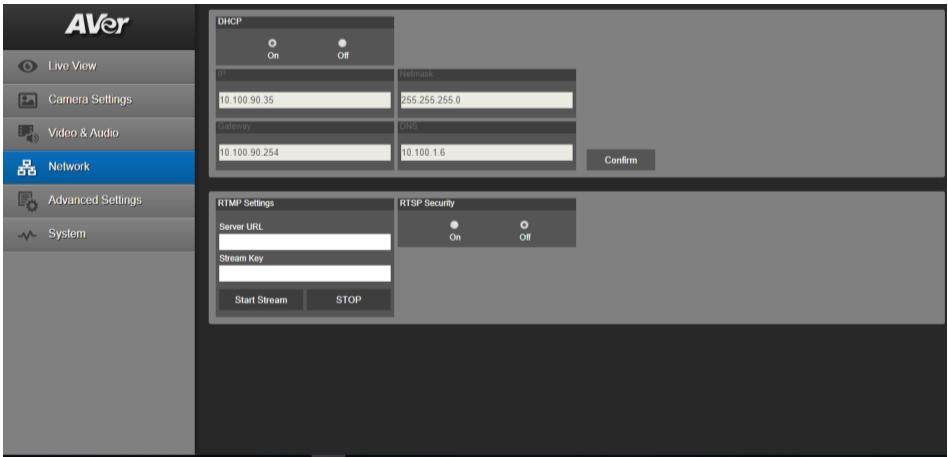 AVer
Live View
Camera Settings
Video & Audio
Network
Advanced Settings
System
DHCP
On Off
IP Netmask
10.100.90.35 255.255.255.0
Gateway DNS
10.100.90.254 10.100.1.6
Confirm
RTMP Settings RTSP Security
Server URL
On Off
Stream Key
Start Stream STOP